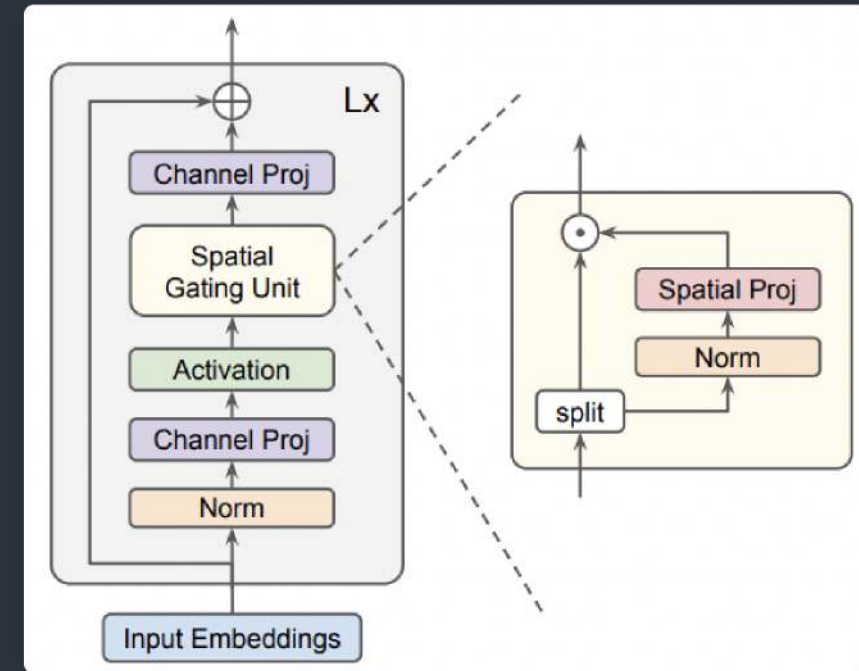 Lx
Channel Proj
Spatial
Gating Unit
Activation
Channel Proj
Norm
Input Embeddings
Spatial Proj
Norm
split